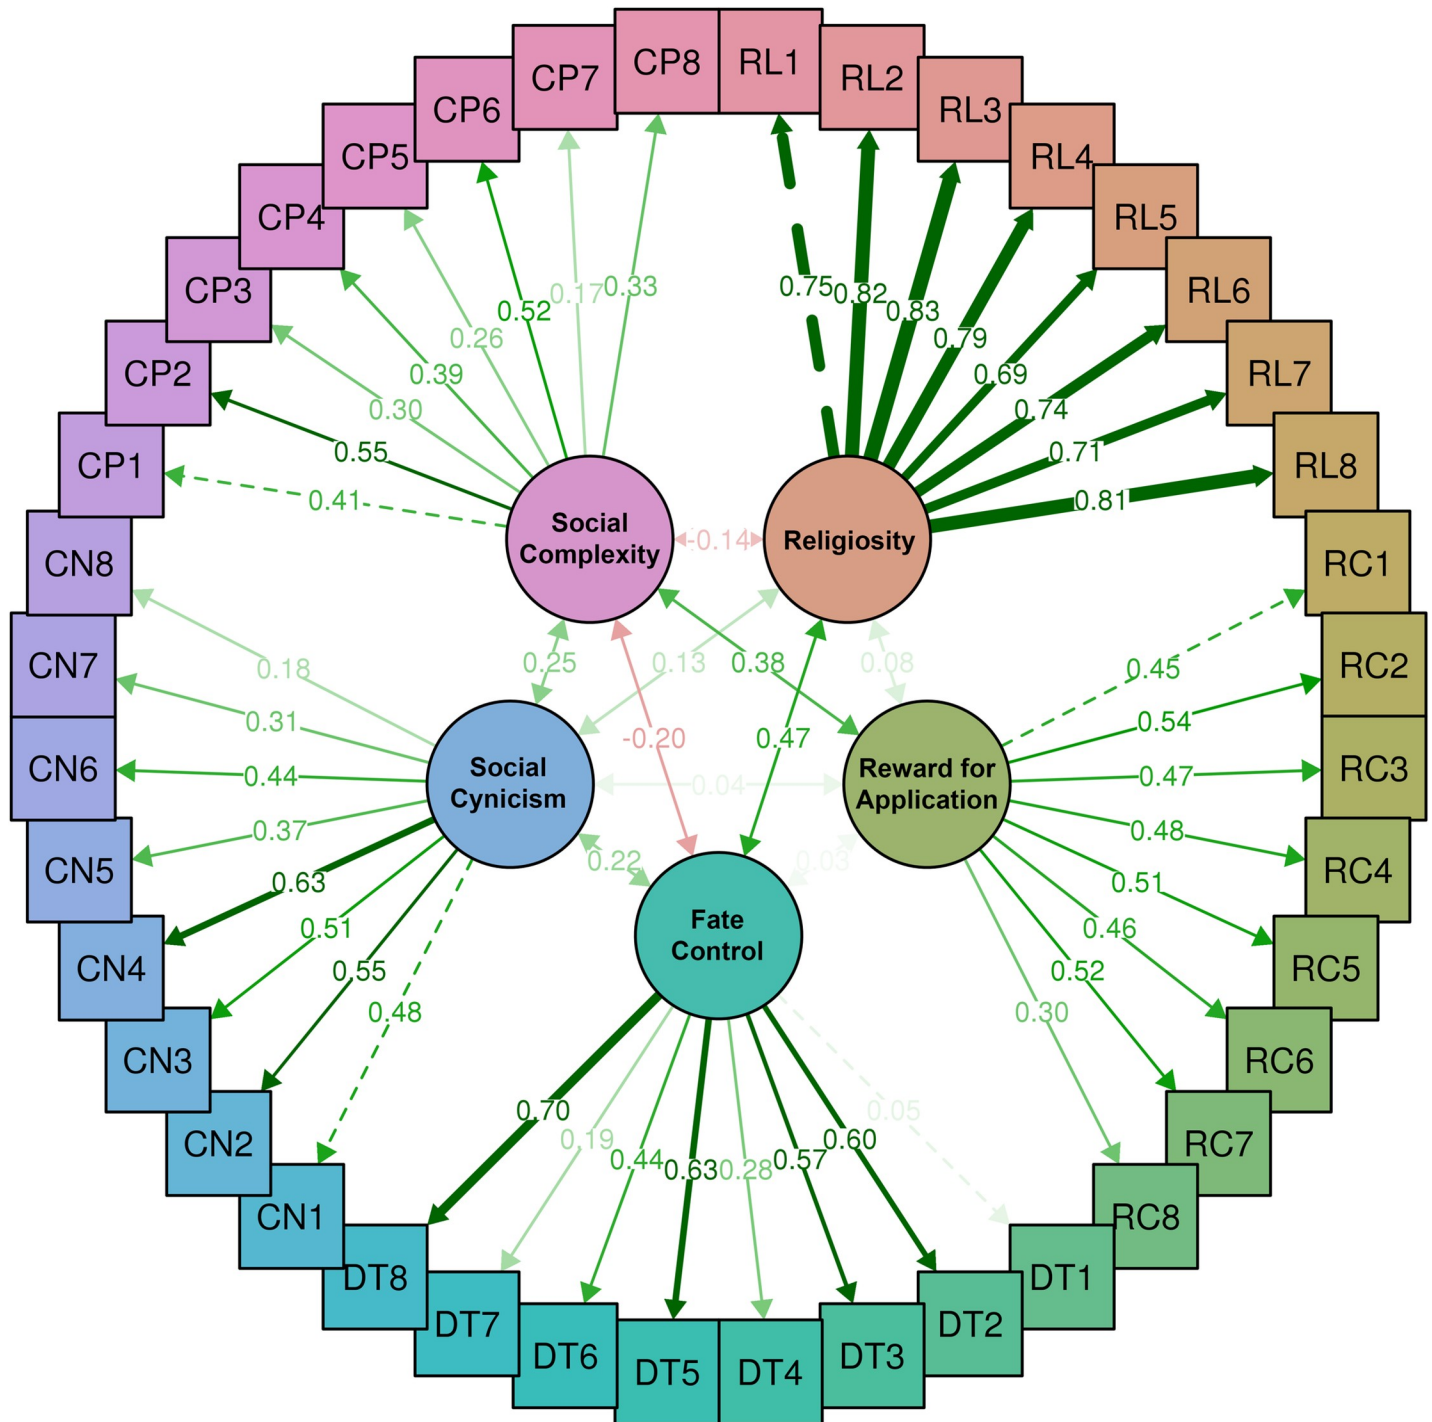 CP8 RL1
CP7 RL2
CP6 RL3
CP5 RL4
CP4 RL5
CP3 RL6
0.75 0.82 0.17 0.33
0.52 0.83
0.26 0.79
CP2 0.39 0.69 RL7
0.30 0.74
0.55 0.71
CP1 RL8
0.41 0.81
Social
Complexity
-0.14
Religiosity
CN8 RC1
CN7 0.18 0.25 0.13 0.38 0.08 0.45 RC2
0.31 0.54
-0.20 0.47
CN6 0.44 0.47 RC3
Social
Cynicism
0.04
Reward for
Application
0.37 0.48
CN5 RC4
0.22 0.03
0.63 0.51
0.51 0.46
Fate
Control
CN4 0.55 0.52 RC5
0.48 0.30
CN3 RC6
0.70 0.05
CN2 0.19 0.60 RC7
0.44 0.63 0.28 0.57
CN1 RC8
DT8 DT1
DT7 DT2
DT6 DT3
DT5 DT4